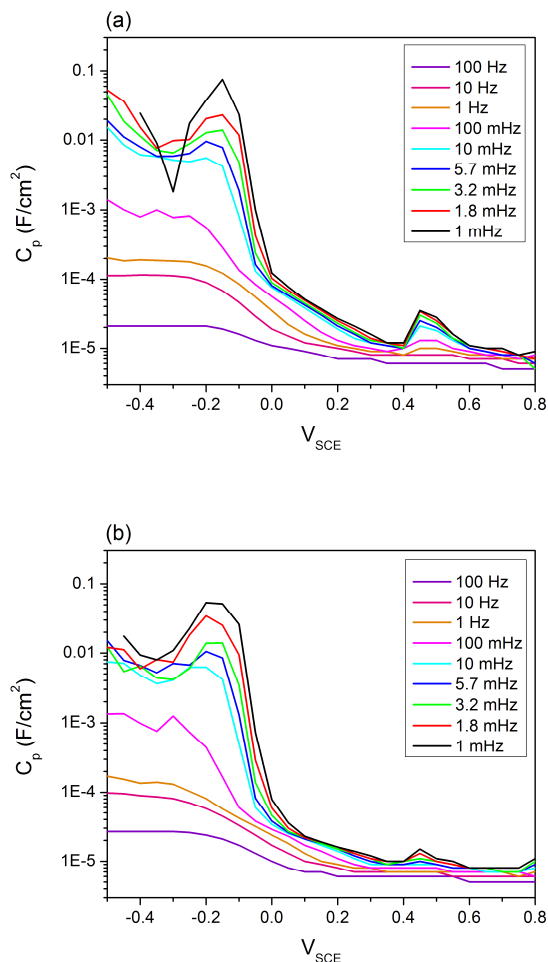 (a)
100 Hz
10 Hz
1 Hz
100 mHz
10 mHz
5.7 mHz
3.2 mHz
1.8 mHz
1 mHz
0.1
0.01
1E-3
1E-4
1E-5
C_p (F/cm²)
-0.4 -0.2 0.0 0.2 0.4 0.6 0.8
V_SCE
(b)
100 Hz
10 Hz
1 Hz
100 mHz
10 mHz
5.7 mHz
3.2 mHz
1.8 mHz
1 mHz
0.1
0.01
1E-3
1E-4
1E-5
C_p (F/cm²)
-0.4 -0.2 0.0 0.2 0.4 0.6 0.8
V_SCE